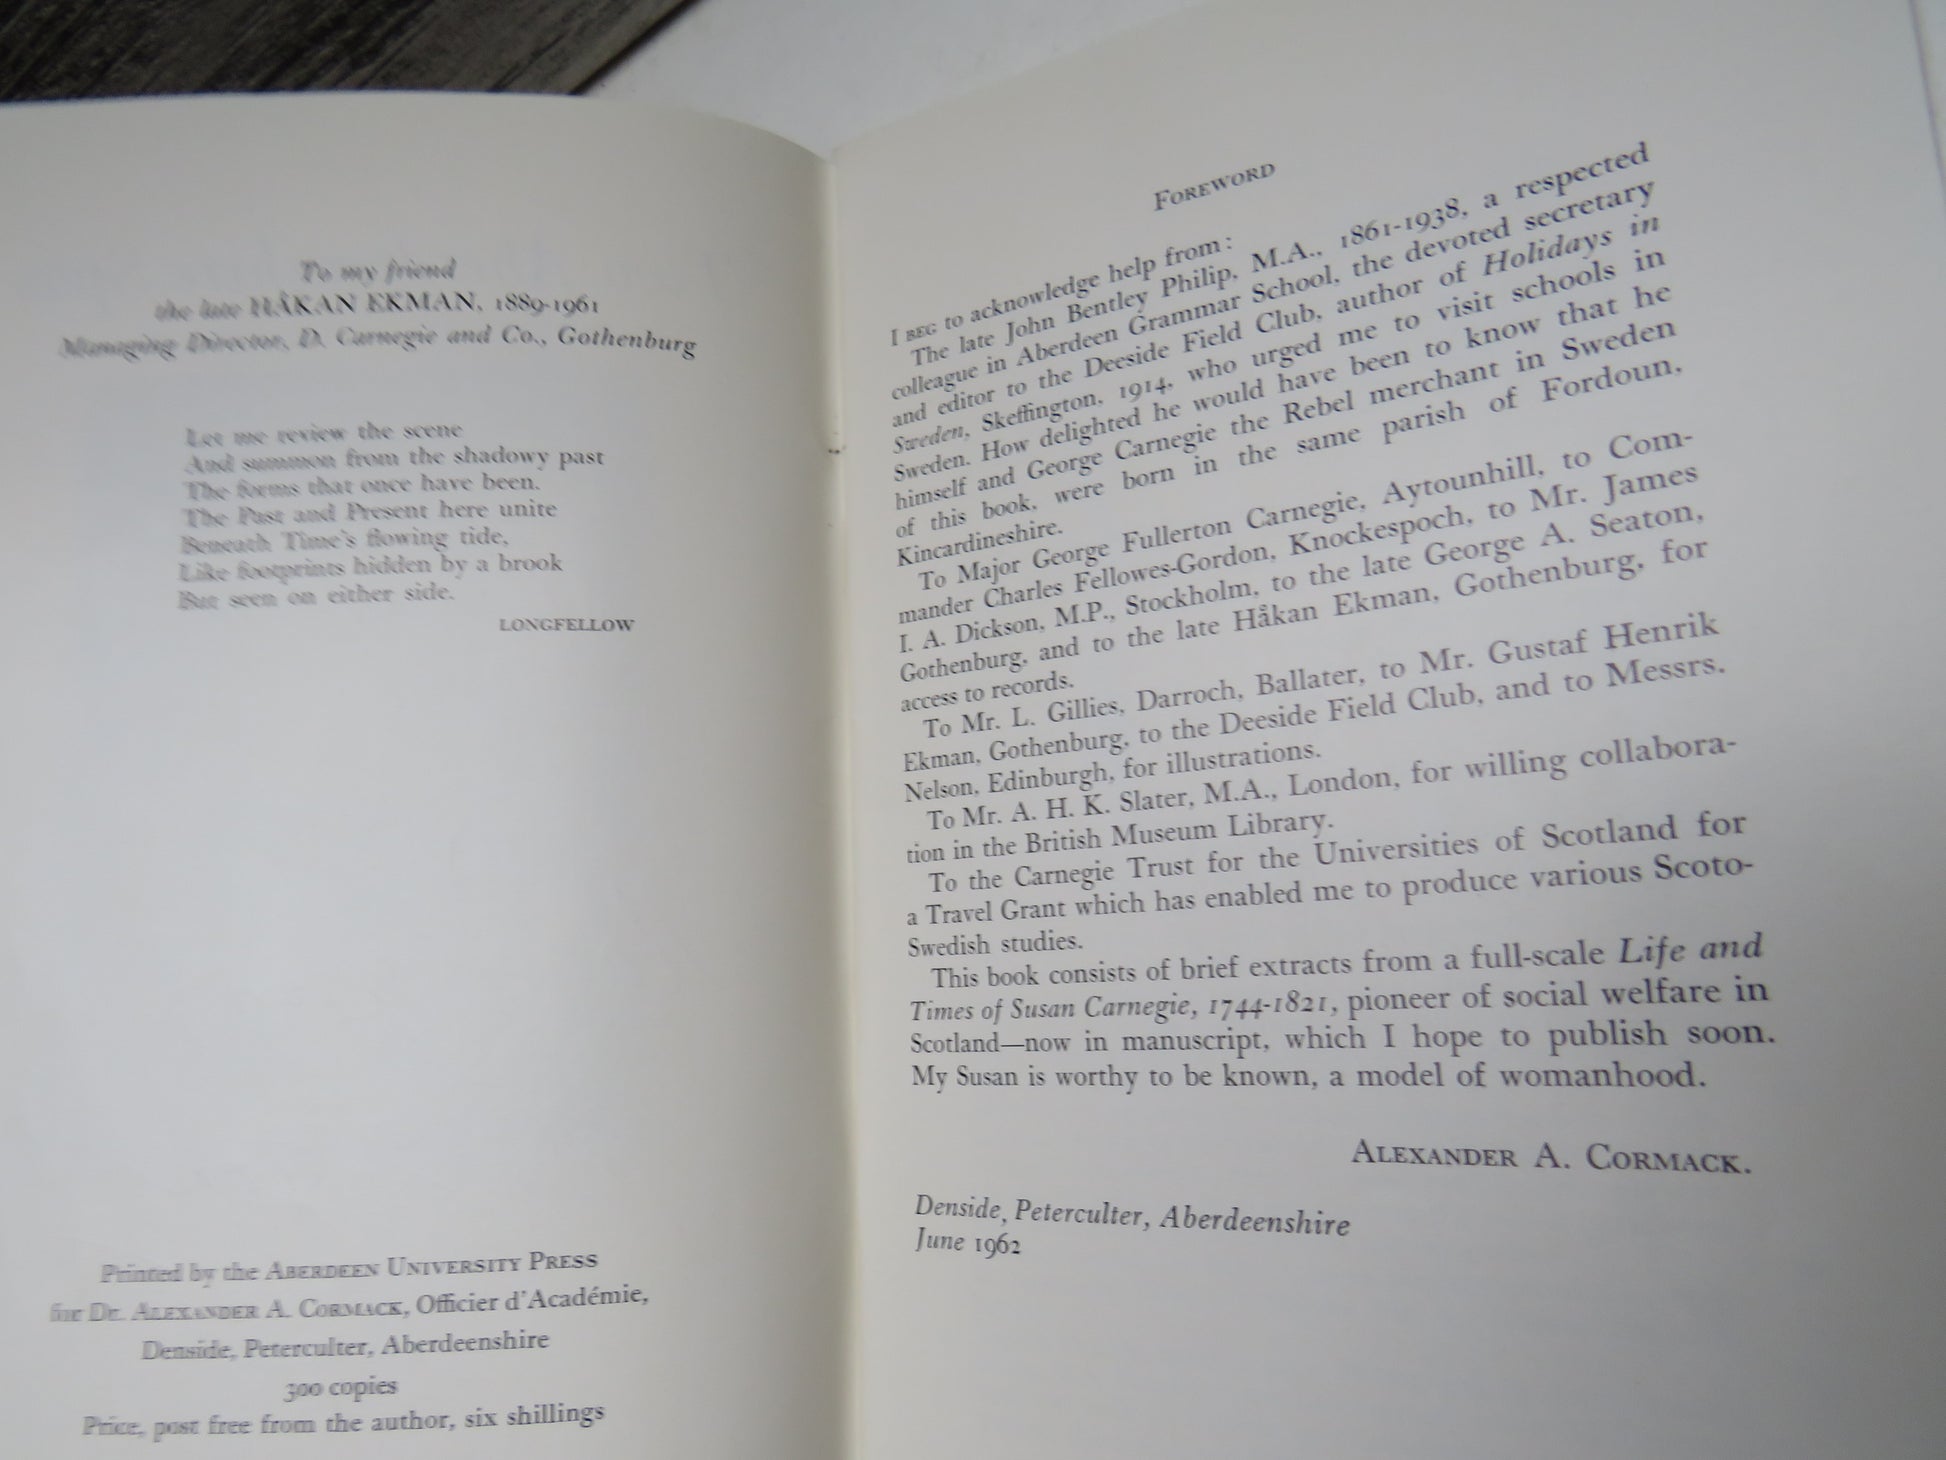 To my friend
the late HÅKAN EKMAN, 1889-1961
Managing Director, D. Carnegie and Co., Gothenburg
Let me review the scene
And summon from the shadowy past
The forms that once have been.
The Past and Present here unite
Beneath Time's flowing tide,
Like footprints hidden by a brook
But seen on either side.
LONGFELLOW
Printed by the ABERDEEN UNIVERSITY PRESS
for Dr. ALEXANDER A. CORMACK, Officier d'Académie,
Denside, Peterculter, Aberdeenshire
300 copies
Price, post free from the author, six shillings
FOREWORD
I BEG to acknowledge help from:
The late John Bentley Philip, M.A., 1861-1938, a respected
colleague in Aberdeen Grammar School, the devoted secretary
and editor to the Deeside Field Club, author of Holidays in
Sweden, Skeffington, 1914, who urged me to visit schools in
Sweden. How delighted he would have been to know that he
himself and George Carnegie the Rebel merchant in Sweden
of this book, were born in the same parish of Fordoun,
Kincardineshire.
To Major George Fullerton Carnegie, Aytounhill, to Com-
mander Charles Fellowes-Gordon, Knockespoch, to Mr. James
I. A. Dickson, M.P., Stockholm, to the late George A. Seaton,
Gothenburg, and to the late Håkan Ekman, Gothenburg, for
access to records.
To Mr. L. Gillies, Darroch, Ballater, to Mr. Gustaf Henrik
Ekman, Gothenburg, to the Deeside Field Club, and to Messrs.
Nelson, Edinburgh, for illustrations.
To Mr. A. H. K. Slater, M.A., London, for willing collabora-
tion in the British Museum Library.
To the Carnegie Trust for the Universities of Scotland for
a Travel Grant which has enabled me to produce various Scoto-
Swedish studies.
This book consists of brief extracts from a full-scale Life and
Times of Susan Carnegie, 1744-1821, pioneer of social welfare in
Scotland—now in manuscript, which I hope to publish soon.
My Susan is worthy to be known, a model of womanhood.
ALEXANDER A. CORMACK.
Denside, Peterculter, Aberdeenshire
June 1962